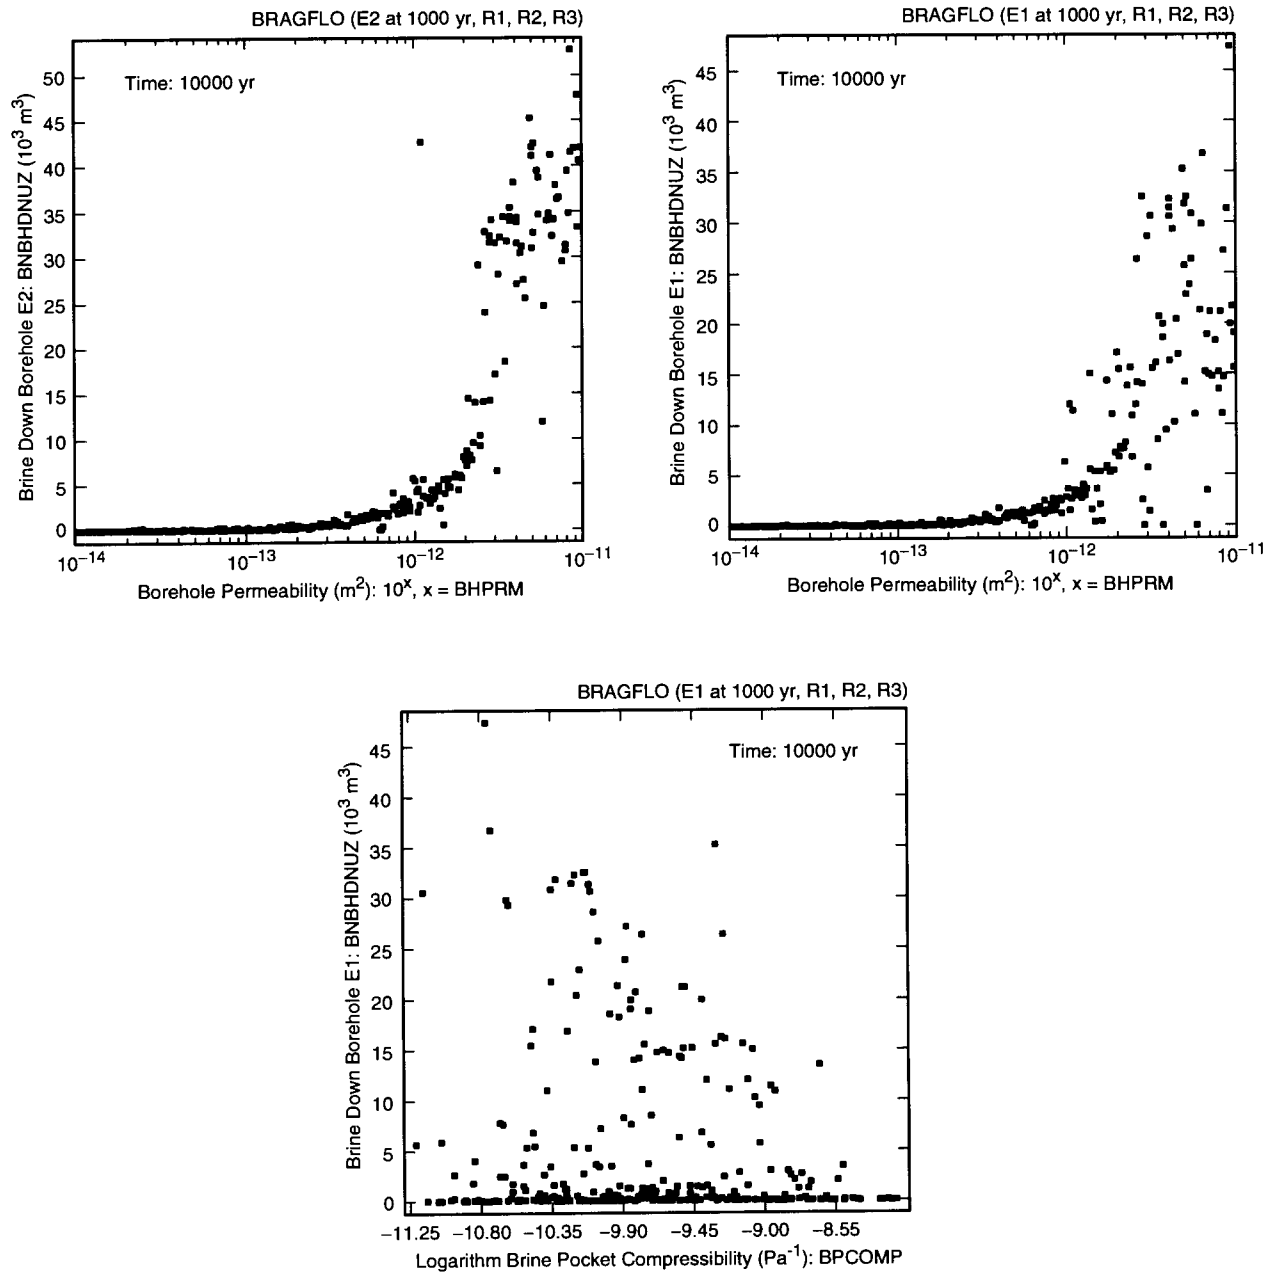 BRAGFLO (E2 at 1000 yr, R1, R2, R3)
Time: 10000 yr
Brine Down Borehole E2: BNBHDNUZ (10³ m³)
50
45
40
35
30
25
20
15
10
5
0
10⁻¹⁴ 10⁻¹³ 10⁻¹² 10⁻¹¹
Borehole Permeability (m²): 10ˣ, x = BHPRM
BRAGFLO (E1 at 1000 yr, R1, R2, R3)
Time: 10000 yr
Brine Down Borehole E1: BNBHDNUZ (10³ m³)
45
40
35
30
25
20
15
10
5
0
10⁻¹⁴ 10⁻¹³ 10⁻¹² 10⁻¹¹
Borehole Permeability (m²): 10ˣ, x = BHPRM
BRAGFLO (E1 at 1000 yr, R1, R2, R3)
Time: 10000 yr
Brine Down Borehole E1: BNBHDNUZ (10³ m³)
45
40
35
30
25
20
15
10
5
0
−11.25 −10.80 −10.35 −9.90 −9.45 −9.00 −8.55
Logarithm Brine Pocket Compressibility (Pa⁻¹): BPCOMP